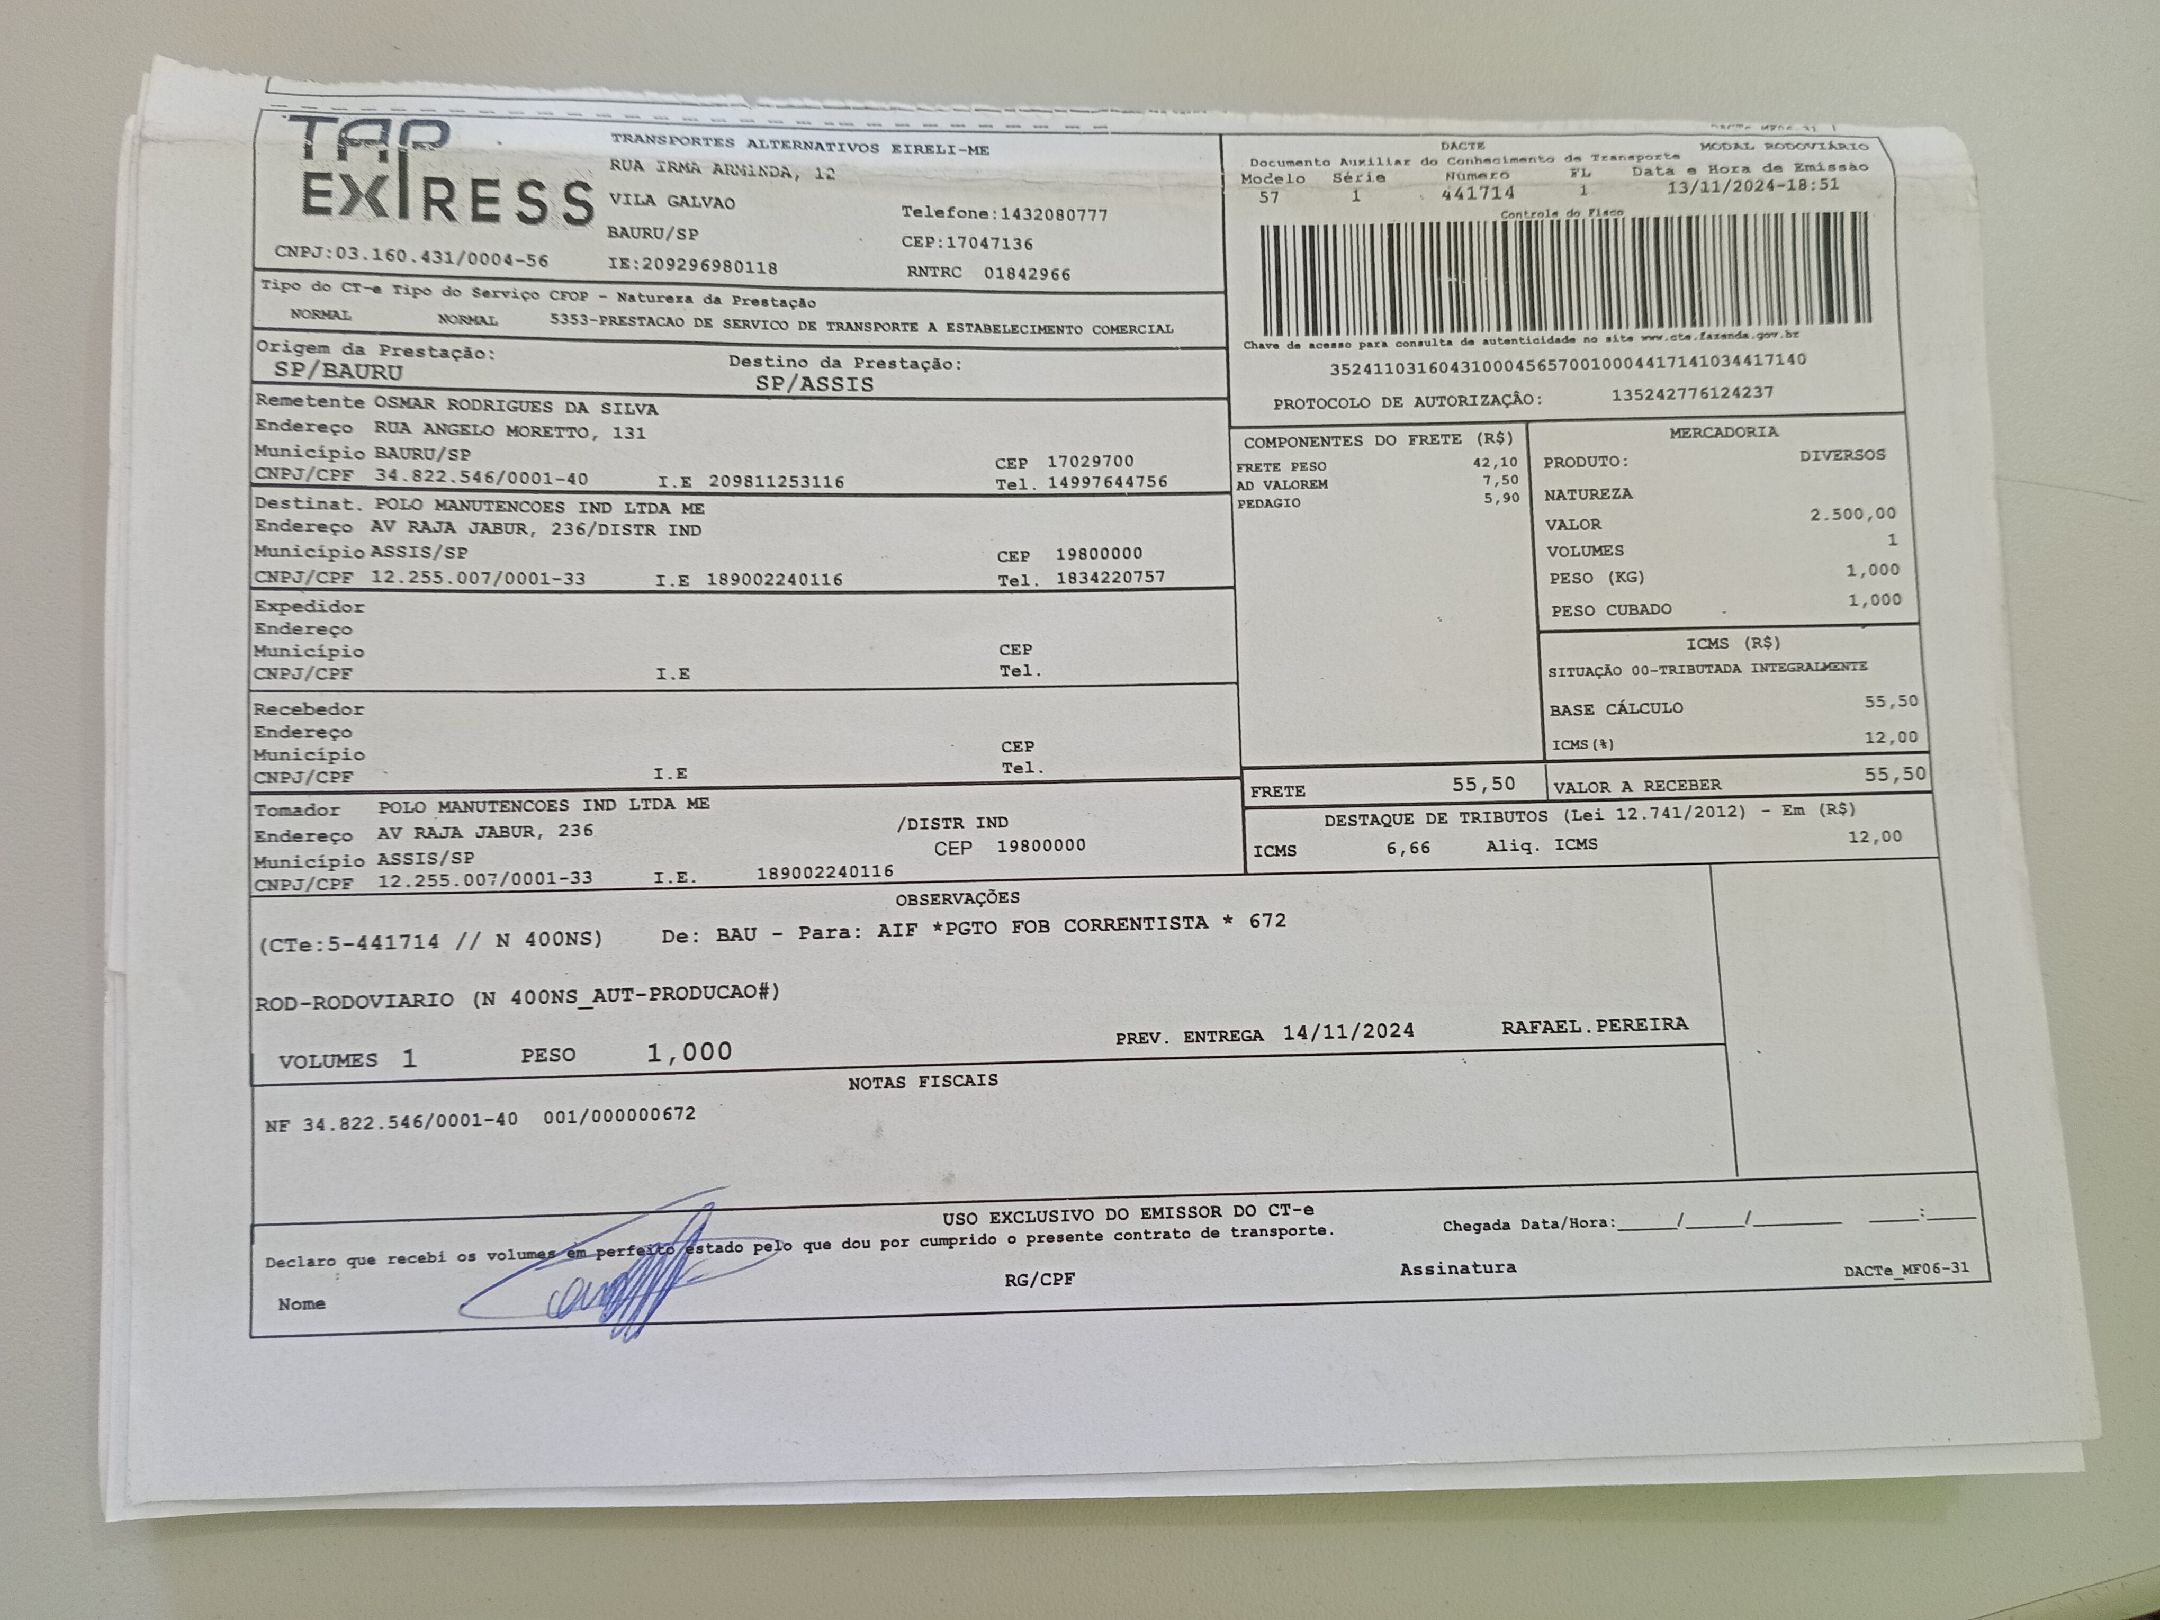 TAP
EXPRESS
TRANSPORTES ALTERNATIVOS EIRELI-ME
RUA IRMA ARMINDA, 12
VILA GALVAO
BAURU/SP
Telefone:1432080777
CEP:17047136
CNPJ:03.160.431/0004-56
IE:209296980118
RNTRC 01842966
DACTE
MODAL RODOVIÁRIO
Documento Auxiliar do Conhecimento de Transporte
Modelo Série Número FL Data e Hora de Emissão
57 1 441714 1 13/11/2024-18:51
Controle do Fisco
Chave de acesso para consulta de autenticidade no site www.cte.fazenda.gov.br
35241103160431000456570010004417141034417140
PROTOCOLO DE AUTORIZAÇÂO: 135242776124237
Tipo do CT-e Tipo do Serviço CFOP - Natureza da Prestação
NORMAL NORMAL 5353-PRESTACAO DE SERVICO DE TRANSPORTE A ESTABELECIMENTO COMERCIAL
Origem da Prestação: Destino da Prestação:
SP/BAURU SP/ASSIS
Remetente OSMAR RODRIGUES DA SILVA
Endereço RUA ANGELO MORETTO, 131
Município BAURU/SP CEP 17029700
CNPJ/CPF 34.822.546/0001-40 I.E 209811253116 Tel. 14997644756
Destinat. POLO MANUTENCOES IND LTDA ME
Endereço AV RAJA JABUR, 236/DISTR IND
Município ASSIS/SP CEP 19800000
CNPJ/CPF 12.255.007/0001-33 I.E 189002240116 Tel. 1834220757
Expedidor
Endereço
Município CEP
CNPJ/CPF I.E Tel.
Recebedor
Endereço
Município CEP
CNPJ/CPF I.E Tel.
Tomador POLO MANUTENCOES IND LTDA ME
Endereço AV RAJA JABUR, 236 /DISTR IND
Município ASSIS/SP CEP 19800000
CNPJ/CPF 12.255.007/0001-33 I.E. 189002240116
COMPONENTES DO FRETE (R$)
FRETE PESO 42,10
AD VALOREM 7,50
PEDAGIO 5,90
MERCADORIA
PRODUTO: DIVERSOS
NATUREZA
VALOR 2.500,00
VOLUMES 1
PESO (KG) 1,000
PESO CUBADO 1,000
ICMS (R$)
SITUAÇÃO 00-TRIBUTADA INTEGRALMENTE
BASE CÁLCULO 55,50
ICMS (%) 12,00
FRETE 55,50 VALOR A RECEBER 55,50
DESTAQUE DE TRIBUTOS (Lei 12.741/2012) - Em (R$)
ICMS 6,66 Aliq. ICMS 12,00
OBSERVAÇÕES
(CTe:5-441714 // N 400NS) De: BAU - Para: AIF *PGTO FOB CORRENTISTA * 672
ROD-RODOVIARIO (N 400NS_AUT-PRODUCAO#)
PREV. ENTREGA 14/11/2024 RAFAEL.PEREIRA
VOLUMES 1 PESO 1,000
NOTAS FISCAIS
NF 34.822.546/0001-40 001/000000672
USO EXCLUSIVO DO EMISSOR DO CT-e
Declaro que recebi os volumes em perfeito estado pelo que dou por cumprido o presente contrato de transporte.
Chegada Data/Hora:_____/_____/________ ____:____
Nome RG/CPF Assinatura DACTe_MF06-31